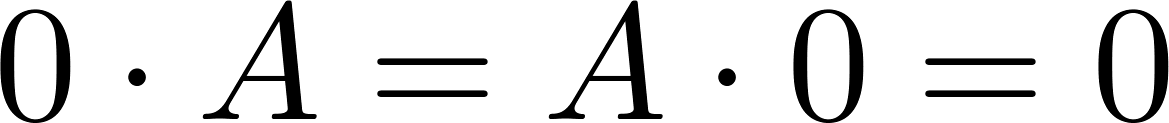 0 · A = A · 0 = 0